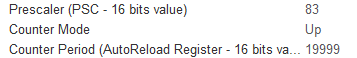 Prescaler (PSC - 16 bits value) 83
Counter Mode Up
Counter Period (AutoReload Register - 16 bits va... 19999